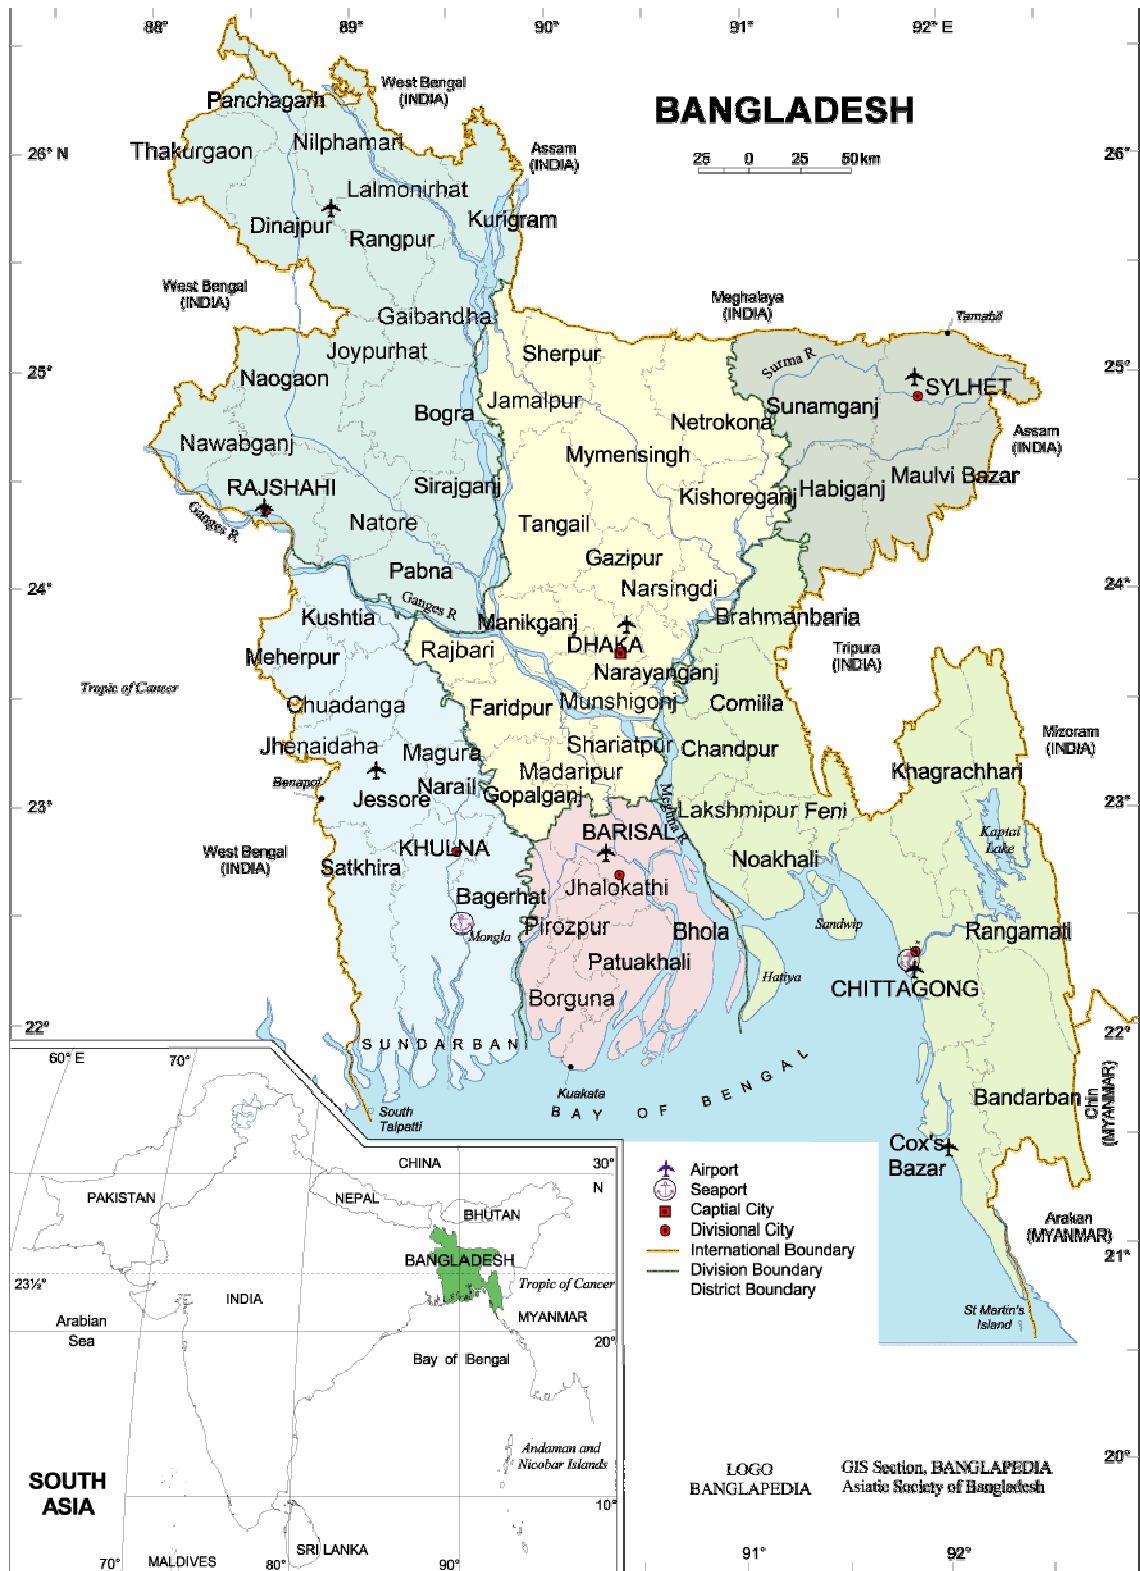 88°
89°
90°
91°
92° E
BANGLADESH
25 0 25 50 km
West Bengal
(INDIA)
Panchagarh
Nilphamari
Thakurgaon
26° N
26°
Assam
(INDIA)
Lalmonirhat
Kurigram
Dinajpur
Rangpur
West Bengal
(INDIA)
Meghalaya
(INDIA)
Tamabil
Gaibandha
Joypurhat
Sherpur
Surma R
25°
25°
Naogaon
Jamalpur
SYLHET
Sunamganj
Bogra
Netrokona
Assam
(INDIA)
Nawabganj
Mymensingh
Maulvi Bazar
RAJSHAHI
Sirajganj
Kishoreganj
Habiganj
Ganges R.
Natore
Tangail
Gazipur
Pabna
Narsingdi
24°
24°
Ganges R
Kushtia
Manikganj
Brahmanbaria
DHAKA
Rajbari
Meherpur
Tripura
(INDIA)
Narayanganj
Tropic of Cancer
Chuadanga
Faridpur
Munshigonj
Comilla
Jhenaidaha
Magura
Shariatpur
Chandpur
Mizoram
(INDIA)
Madaripur
Khagrachhari
Benapol
Narail
Jessore
Gopalganj
23°
23°
Meghna R
Lakshmipur
Feni
BARISAL
Kaptai
Lake
KHULNA
West Bengal
(INDIA)
Satkhira
Noakhali
Jhalokathi
Bagerhat
Sandwip
Pirozpur
Bhola
Rangamati
Mongla
Patuakhali
Hatiya
CHITTAGONG
Borguna
22°
22°
SUNDARBAN
BAY OF BENGAL
Kuakata
South
Talpatti
Bandarban
Chin
(MYANMAR)
Cox's
Bazar
Arakan
(MYANMAR)
21°
St Martin's
Island
20°
Airport
Seaport
Captial City
Divisional City
International Boundary
Division Boundary
District Boundary
60° E
70°
CHINA
30°
N
PAKISTAN
NEPAL
BHUTAN
BANGLADESH
23½°
Tropic of Cancer
INDIA
MYANMAR
Arabian
Sea
20°
Bay of Bengal
Andaman and
Nicobar Islands
SOUTH
ASIA
10°
SRI LANKA
MALDIVES
70°
80°
90°
LOGO
BANGLAPEDIA
GIS Section, BANGLAPEDIA
Asiatic Society of Bangladesh
91°
92°